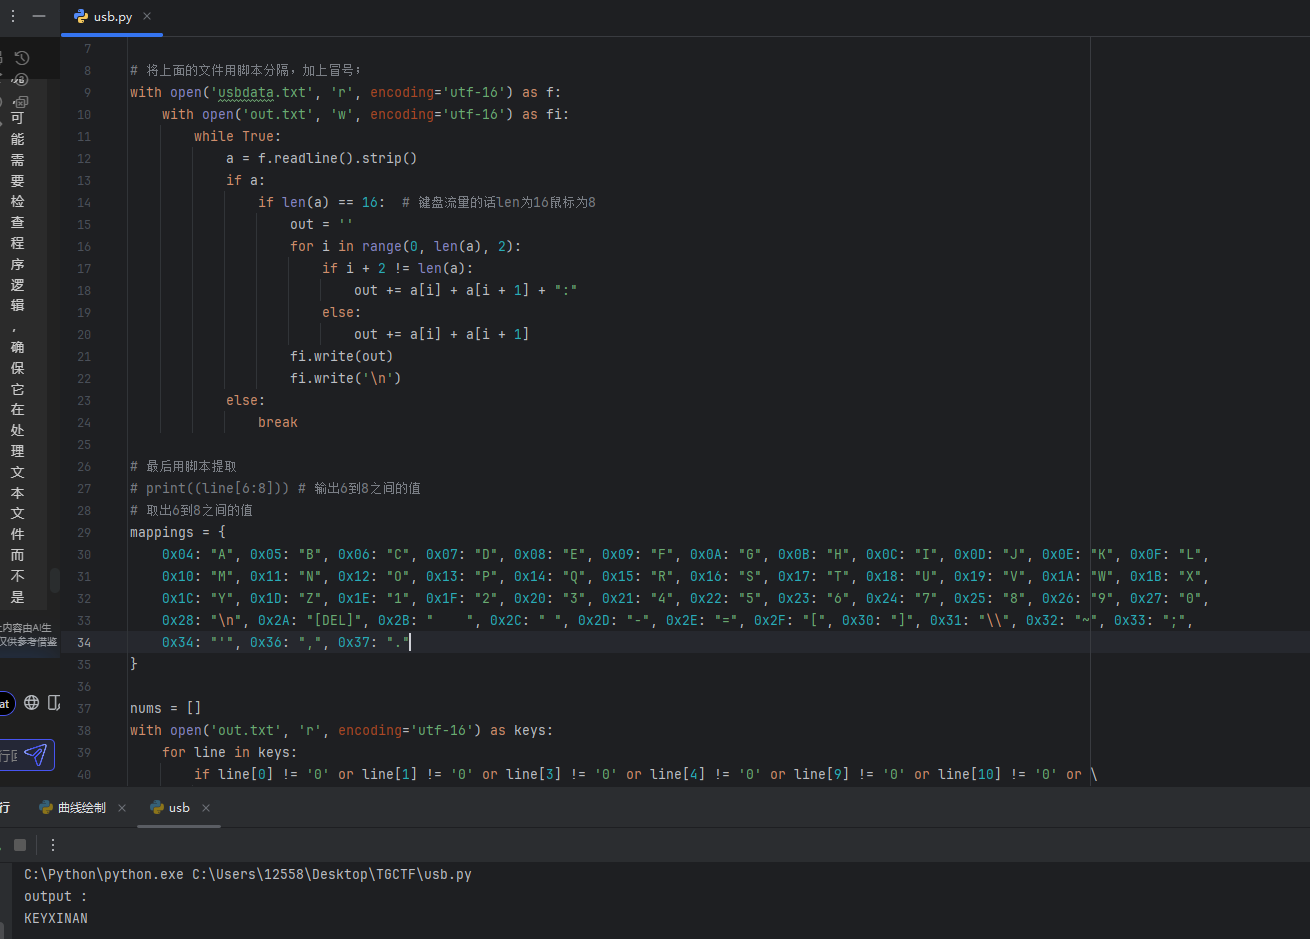 usb.py
7
8 # 将上面的文件用脚本分隔，加上冒号；
9 with open('usbdata.txt', 'r', encoding='utf-16') as f:
10 with open('out.txt', 'w', encoding='utf-16') as fi:
11 while True:
12 a = f.readline().strip()
13 if a:
14 if len(a) == 16: # 键盘流量的话len为16鼠标为8
15 out = ''
16 for i in range(0, len(a), 2):
17 if i + 2 != len(a):
18 out += a[i] + a[i + 1] + ":"
19 else:
20 out += a[i] + a[i + 1]
21 fi.write(out)
22 fi.write('\n')
23 else:
24 break
25
26 # 最后用脚本提取
27 # print((line[6:8])) # 输出6到8之间的值
28 # 取出6到8之间的值
29 mappings = {
30 0x04: "A", 0x05: "B", 0x06: "C", 0x07: "D", 0x08: "E", 0x09: "F", 0x0A: "G", 0x0B: "H", 0x0C: "I", 0x0D: "J", 0x0E: "K", 0x0F: "L",
31 0x10: "M", 0x11: "N", 0x12: "O", 0x13: "P", 0x14: "Q", 0x15: "R", 0x16: "S", 0x17: "T", 0x18: "U", 0x19: "V", 0x1A: "W", 0x1B: "X",
32 0x1C: "Y", 0x1D: "Z", 0x1E: "1", 0x1F: "2", 0x20: "3", 0x21: "4", 0x22: "5", 0x23: "6", 0x24: "7", 0x25: "8", 0x26: "9", 0x27: "0",
33 0x28: "\n", 0x2A: "[DEL]", 0x2B: "    ", 0x2C: " ", 0x2D: "-", 0x2E: "=", 0x2F: "[", 0x30: "]", 0x31: "\\", 0x32: "~", 0x33: ";",
34 0x34: "'", 0x36: ",", 0x37: "."
35 }
36
37 nums = []
38 with open('out.txt', 'r', encoding='utf-16') as keys:
39 for line in keys:
40 if line[0] != '0' or line[1] != '0' or line[3] != '0' or line[4] != '0' or line[9] != '0' or line[10] != '0' or \
可
能
需
要
检
查
程
序
逻
辑
，
确
保
它
在
处
理
文
本
文
件
而
不
是
内容由AI生
仅供参考借鉴
at
行
行 曲线绘制 usb
C:\Python\python.exe C:\Users\12558\Desktop\TGCTF\usb.py
output :
KEYXINAN